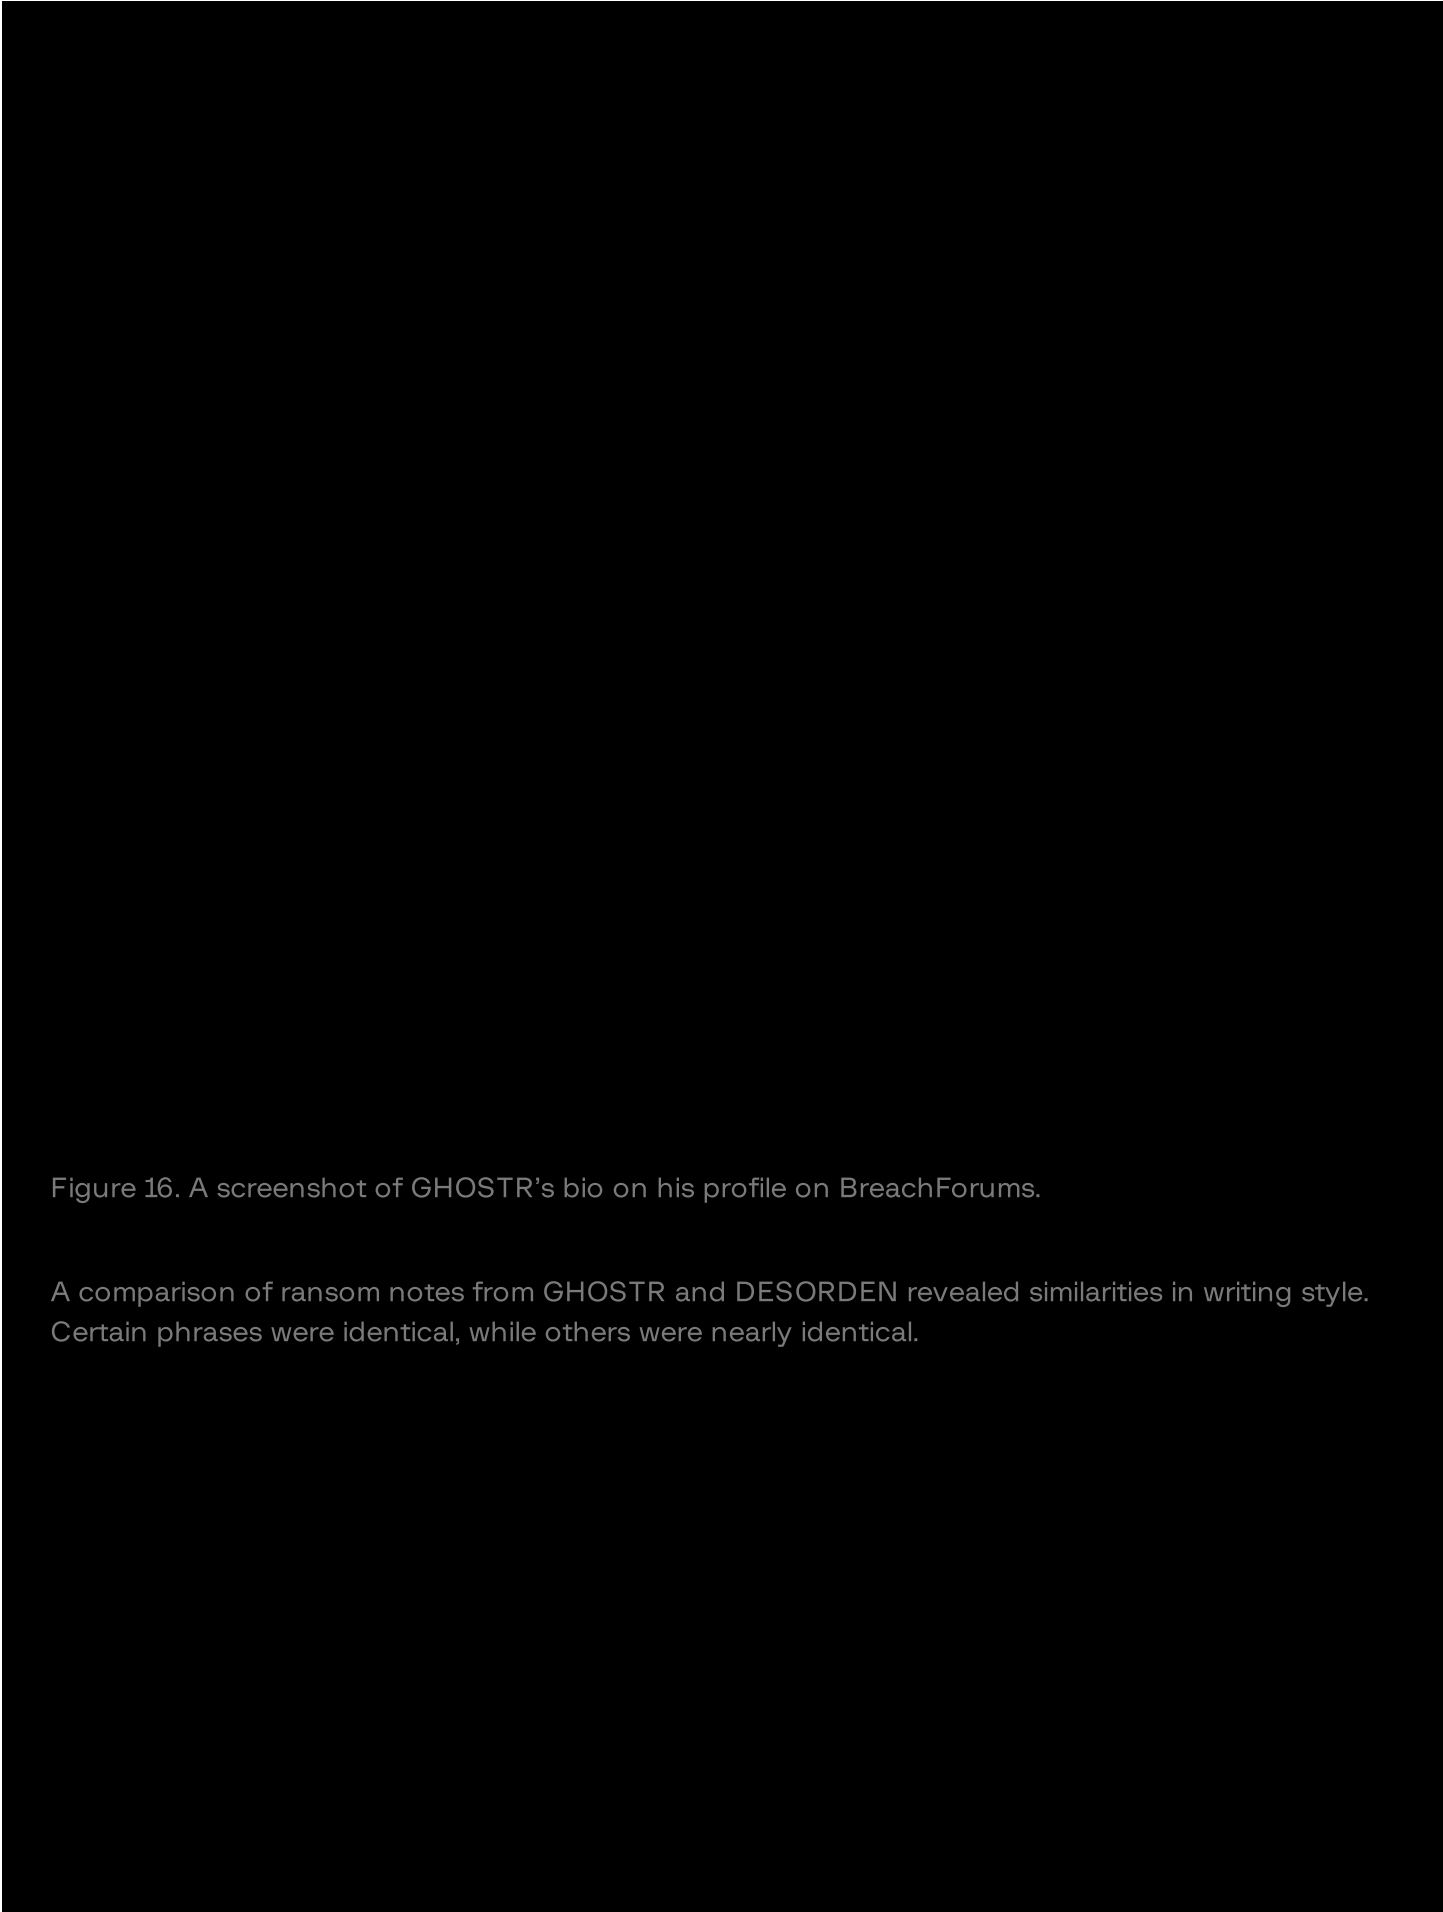 Figure 16. A screenshot of GHOSTR’s bio on his profile on BreachForums.
A comparison of ransom notes from GHOSTR and DESORDEN revealed similarities in writing style.
Certain phrases were identical, while others were nearly identical.